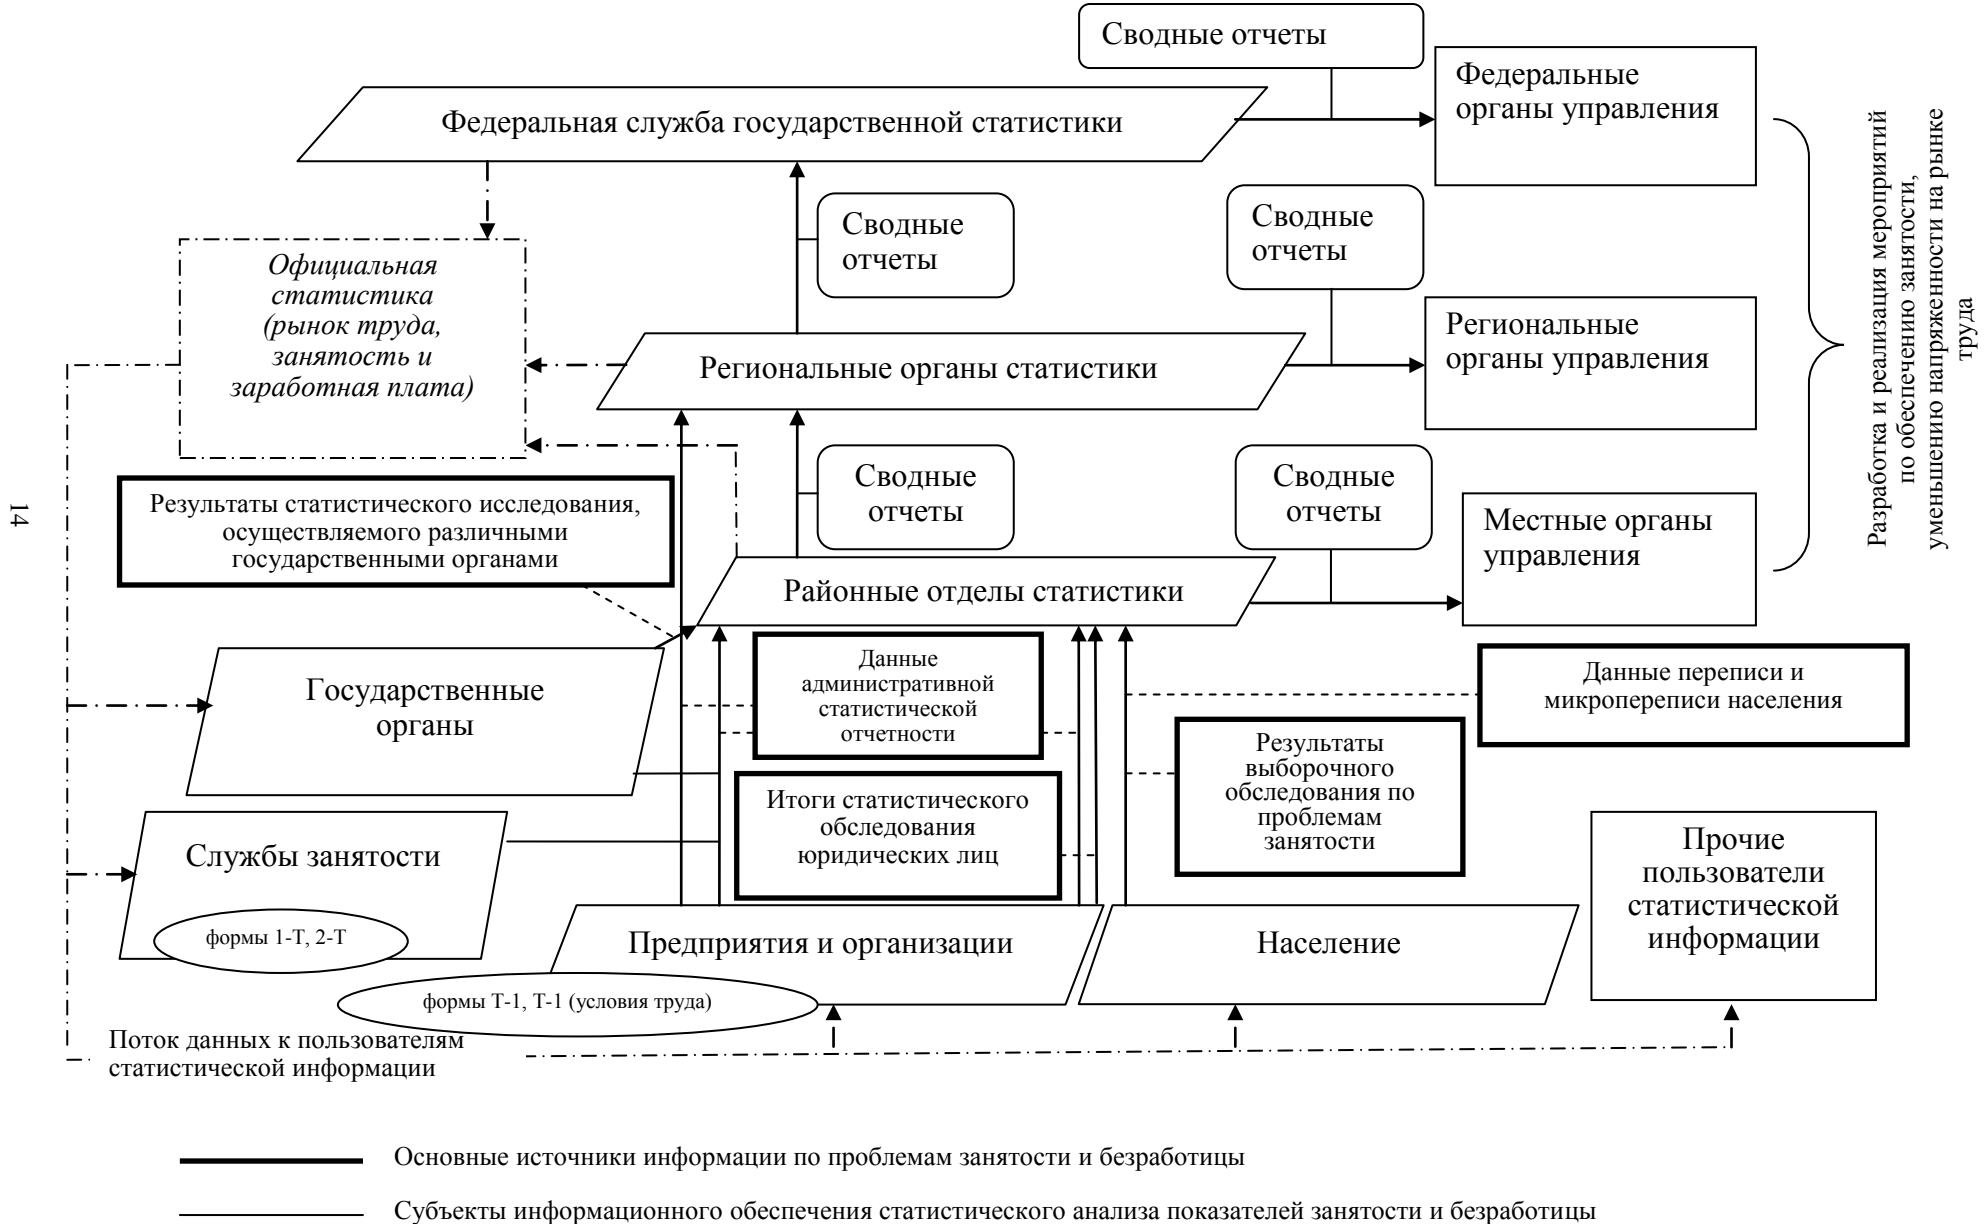 Сводные отчеты
Федеральные
органы управления
Федеральная служба государственной статистики
Разработка и реализация мероприятий
по обеспечению занятости,
уменьшению напряженности на рынке
труда
Сводные
отчеты
Сводные
отчеты
Официальная
статистика
(рынок труда,
занятость и
заработная плата)
Региональные
органы управления
Региональные органы статистики
14
Результаты статистического исследования,
осуществляемого различными
государственными органами
Сводные
отчеты
Сводные
отчеты
Местные органы
управления
Районные отделы статистики
Государственные
органы
Данные
административной
статистической
отчетности
Данные переписи и
микропереписи населения
Результаты
выборочного
обследования по
проблемам
занятости
Итоги статистического
обследования
юридических лиц
Службы занятости
формы 1-Т, 2-Т
Прочие
пользователи
статистической
информации
Предприятия и организации
Население
формы Т-1, Т-1 (условия труда)
Поток данных к пользователям
статистической информации
Основные источники информации по проблемам занятости и безработицы
Субъекты информационного обеспечения статистического анализа показателей занятости и безработицы